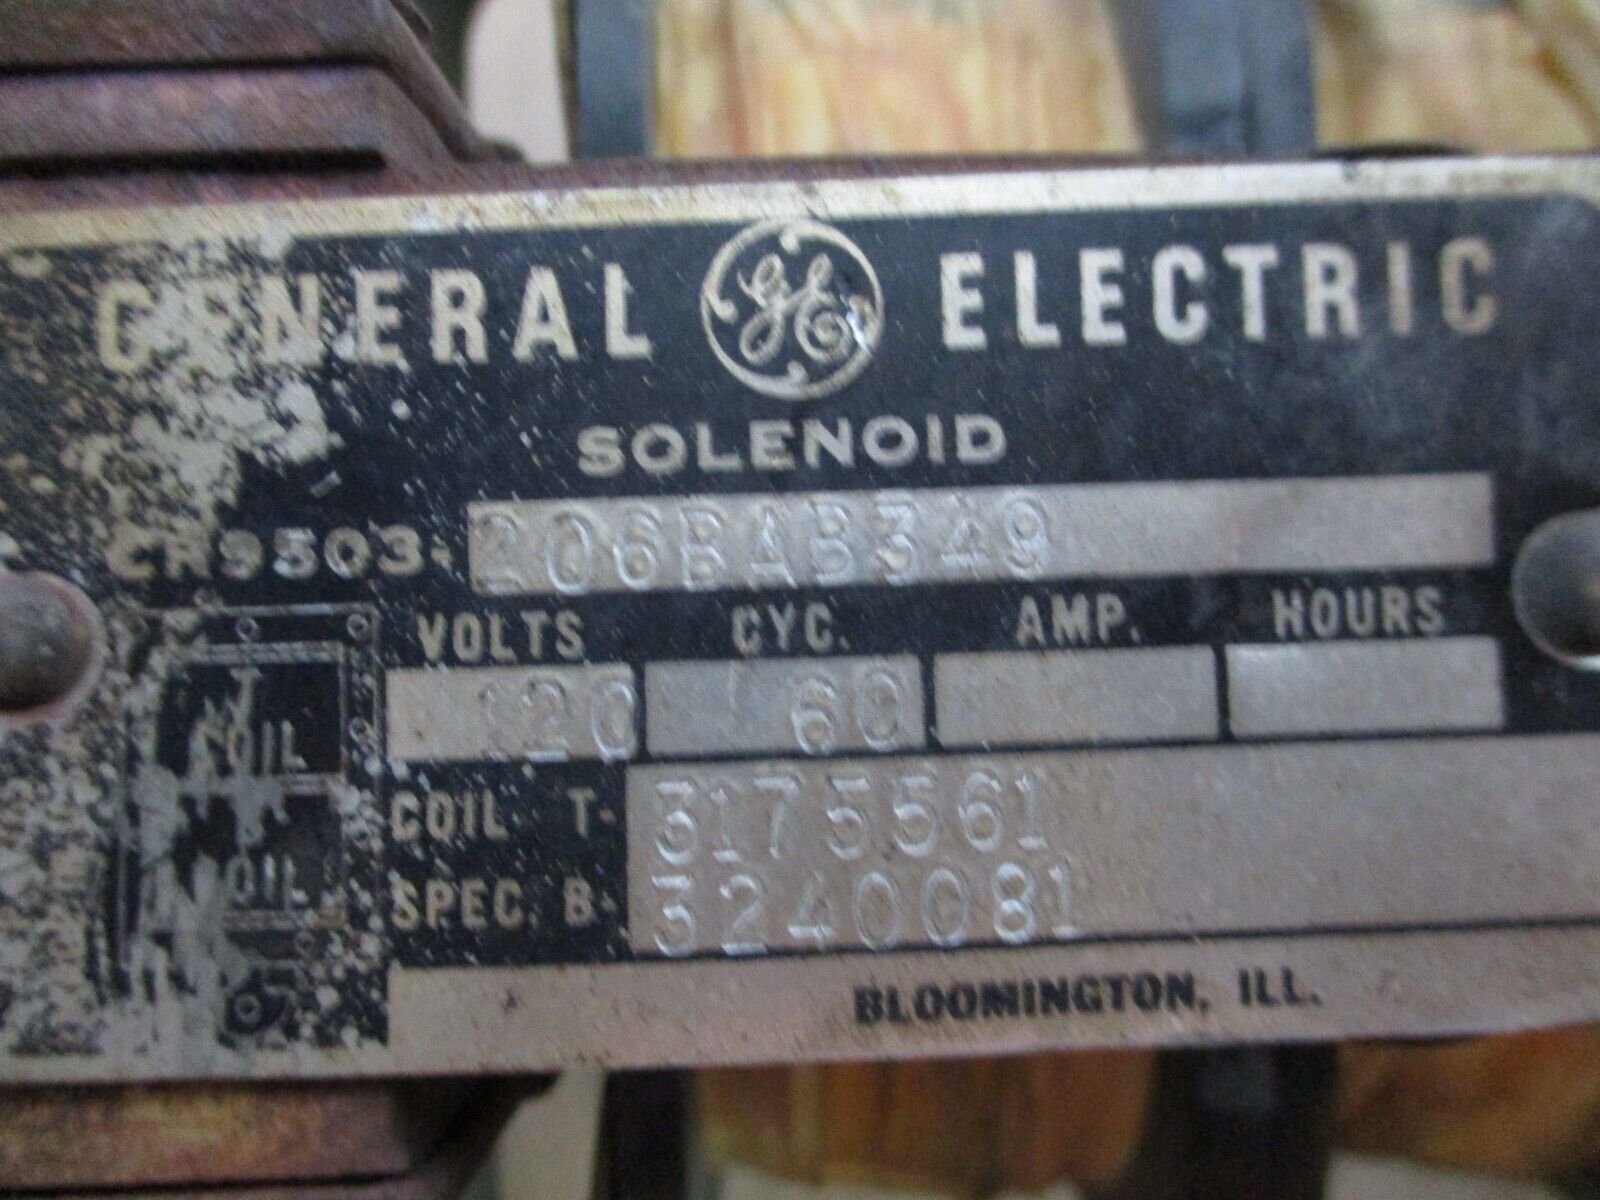 GENERAL GE ELECTRIC
SOLENOID
CR9503- 206BAB349
VOLTS CYC. AMP. HOURS
120 60
COIL T- 3175561
SPEC. B- 3240081
COIL
COIL
BLOOMINGTON, ILL.